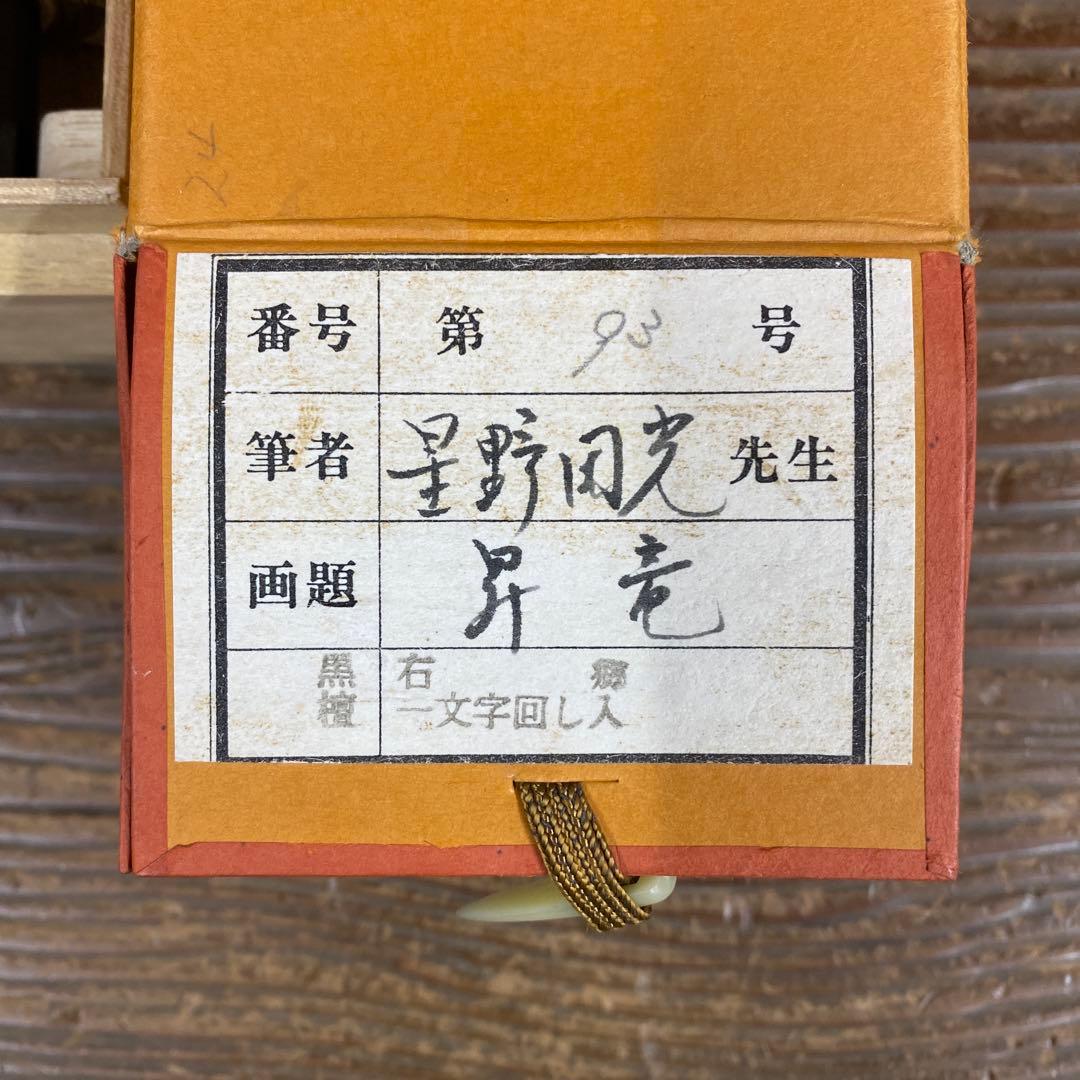 24
番号 第 93 号
筆者 星野田光 先生
画題 昇竜
黒檀 右
一文字回し入